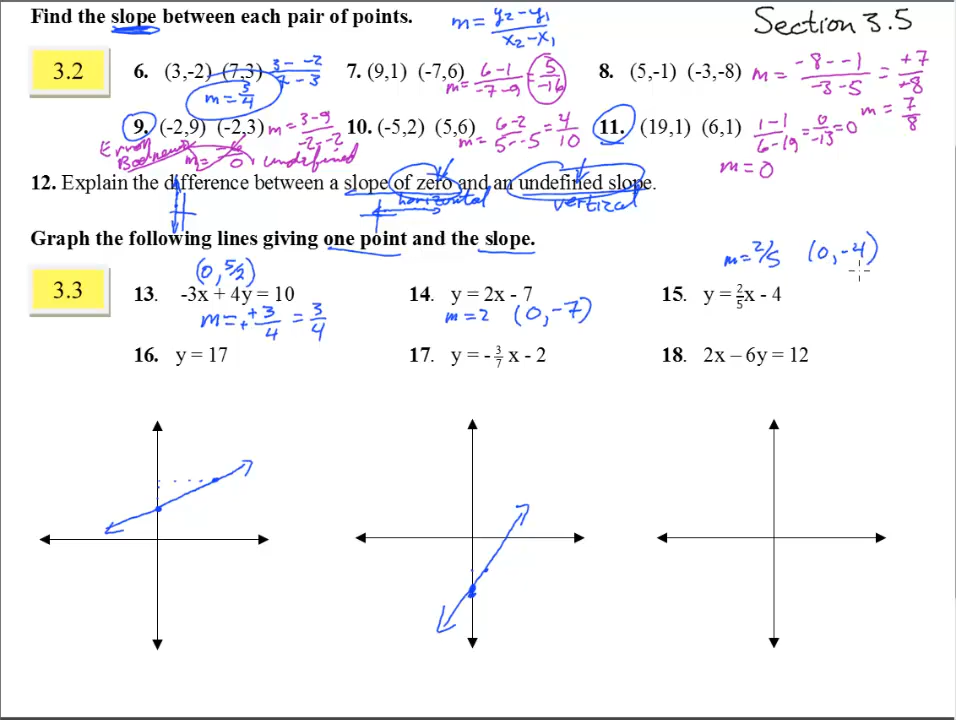 Find the slope between each pair of points. m = y2-y1 / x2-x1 Section 3.5
3.2 6. (3,-2) (7,3) 3--2 / 7-3 7. (9,1) (-7,6) m= 6-1 / -7-9 = 5/-16 8. (5,-1) (-3,-8) m = -8--1 / -3-5 = +7/-8
m = 3/4 m = 7/8
9. (-2,9) (-2,3) m = 3-9 / -2--2 10. (-5,2) (5,6) m = 6-2 / 5--5 = 4/10 11. (19,1) (6,1) 1-1 / 6-19 = 0/-13 = 0
m = -6/0, undefined m = 0
12. Explain the difference between a slope of zero and an undefined slope.
horizontal vertical
Graph the following lines giving one point and the slope.
(0, 5/2) m = 2/5 (0, -4)
3.3 13. -3x + 4y = 10 14. y = 2x - 7 15. y = 2/5 x - 4
m = + +3/4 = 3/4 m = 2 (0, -7)
16. y = 17 17. y = - 3/7 x - 2 18. 2x – 6y = 12